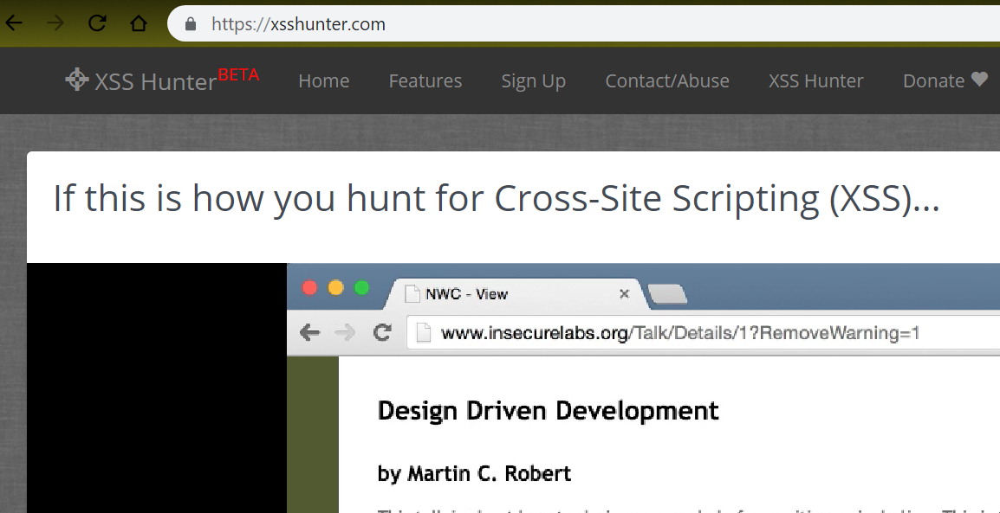 https://xsshunter.com
XSS Hunter BETA Home Features Sign Up Contact/Abuse XSS Hunter Donate
If this is how you hunt for Cross-Site Scripting (XSS)...
NWC - View
www.insecurelabs.org/Talk/Details/1?RemoveWarning=1
Design Driven Development
by Martin C. Robert